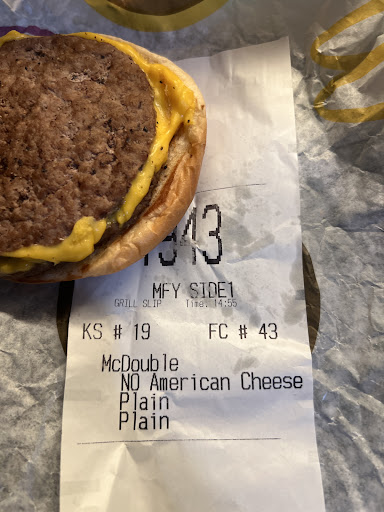 MFY SIDE1
GRILL SLIP Time: 14:55
KS # 19 FC # 43
McDouble
NO American Cheese
Plain
Plain